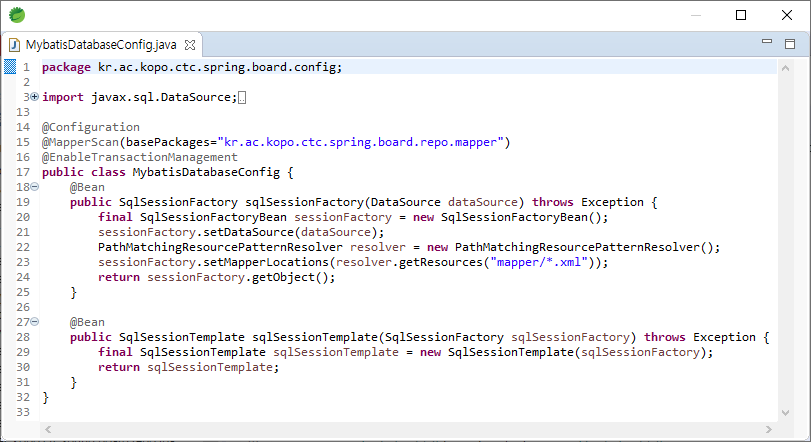 MybatisDatabaseConfig.java
1 package kr.ac.kopo.ctc.spring.board.config;
2
3 import javax.sql.DataSource;
13
14 @Configuration
15 @MapperScan(basePackages="kr.ac.kopo.ctc.spring.board.repo.mapper")
16 @EnableTransactionManagement
17 public class MybatisDatabaseConfig {
18 @Bean
19 public SqlSessionFactory sqlSessionFactory(DataSource dataSource) throws Exception {
20 final SqlSessionFactoryBean sessionFactory = new SqlSessionFactoryBean();
21 sessionFactory.setDataSource(dataSource);
22 PathMatchingResourcePatternResolver resolver = new PathMatchingResourcePatternResolver();
23 sessionFactory.setMapperLocations(resolver.getResources("mapper/*.xml"));
24 return sessionFactory.getObject();
25 }
26
27 @Bean
28 public SqlSessionTemplate sqlSessionTemplate(SqlSessionFactory sqlSessionFactory) throws Exception {
29 final SqlSessionTemplate sqlSessionTemplate = new SqlSessionTemplate(sqlSessionFactory);
30 return sqlSessionTemplate;
31 }
32 }
33